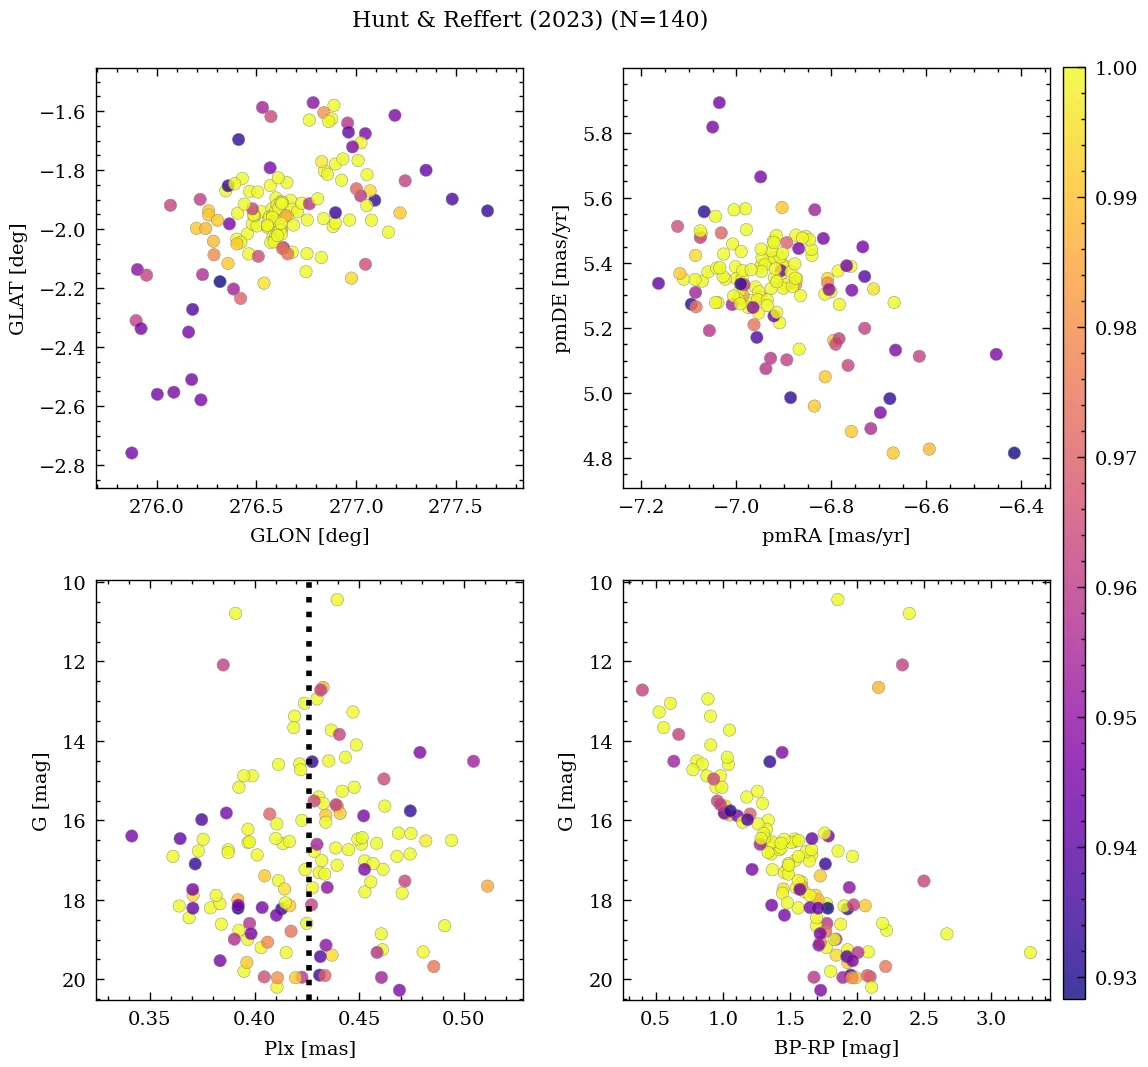 Hunt & Reffert (2023) (N=140)
−1.6
−1.8
−2.0
−2.2
−2.4
−2.6
−2.8
GLAT [deg]
276.0 276.5 277.0 277.5
GLON [deg]
5.8
5.6
5.4
5.2
5.0
4.8
pmDE [mas/yr]
−7.2 −7.0 −6.8 −6.6 −6.4
pmRA [mas/yr]
10
12
14
16
18
20
G [mag]
0.35 0.40 0.45 0.50
Plx [mas]
10
12
14
16
18
20
G [mag]
0.5 1.0 1.5 2.0 2.5 3.0
BP-RP [mag]
1.00
0.99
0.98
0.97
0.96
0.95
0.94
0.93